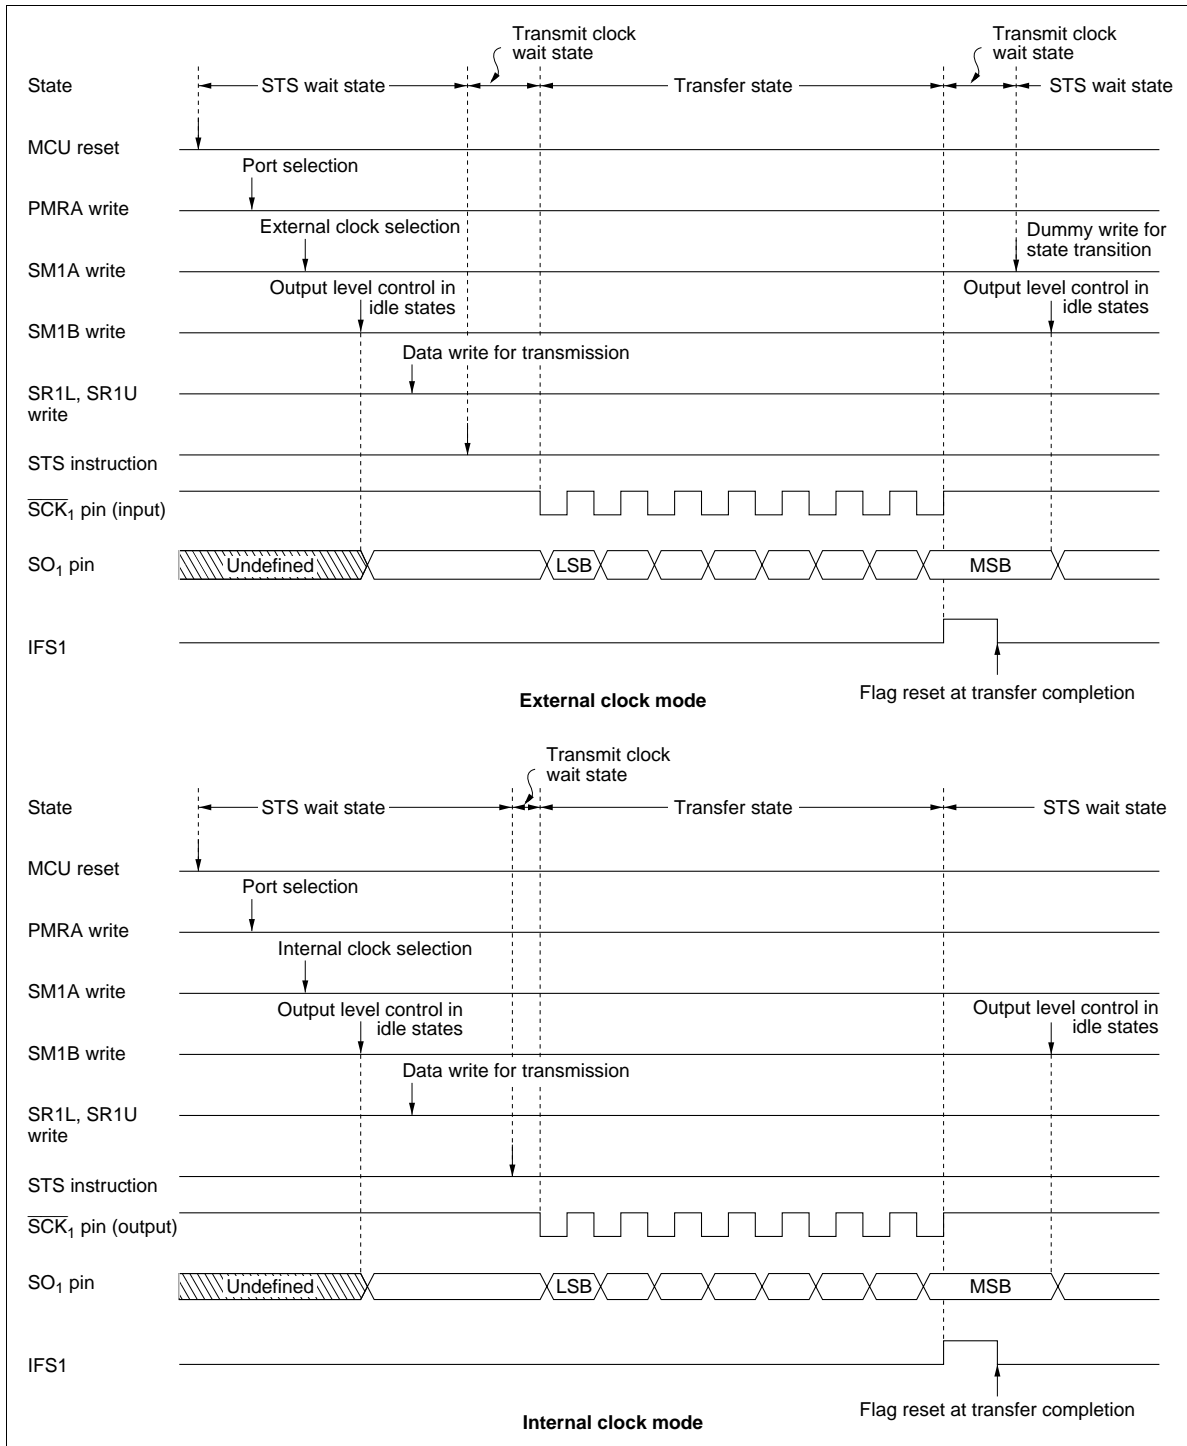 Transmit clock
wait state
Transmit clock
wait state
State
STS wait state
Transfer state
STS wait state
MCU reset
Port selection
PMRA write
External clock selection
Dummy write for
state transition
SM1A write
Output level control in
idle states
Output level control in
idle states
SM1B write
Data write for transmission
SR1L, SR1U
write
STS instruction
SCK1 pin (input)
SO1 pin
Undefined
LSB
MSB
IFS1
Flag reset at transfer completion
External clock mode
Transmit clock
wait state
State
STS wait state
Transfer state
STS wait state
MCU reset
Port selection
PMRA write
Internal clock selection
SM1A write
Output level control in
idle states
Output level control in
idle states
SM1B write
Data write for transmission
SR1L, SR1U
write
STS instruction
SCK1 pin (output)
SO1 pin
Undefined
LSB
MSB
IFS1
Flag reset at transfer completion
Internal clock mode